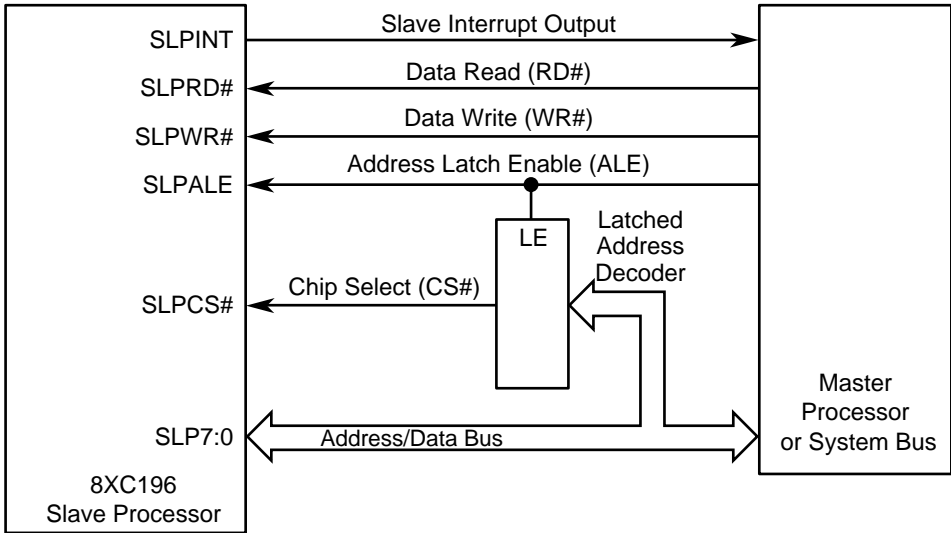 SLPINT
Slave Interrupt Output
SLPRD#
Data Read (RD#)
SLPWR#
Data Write (WR#)
SLPALE
Address Latch Enable (ALE)
LE
Latched
Address
Decoder
SLPCS#
Chip Select (CS#)
SLP7:0
Address/Data Bus
8XC196
Slave Processor
Master
Processor
or System Bus